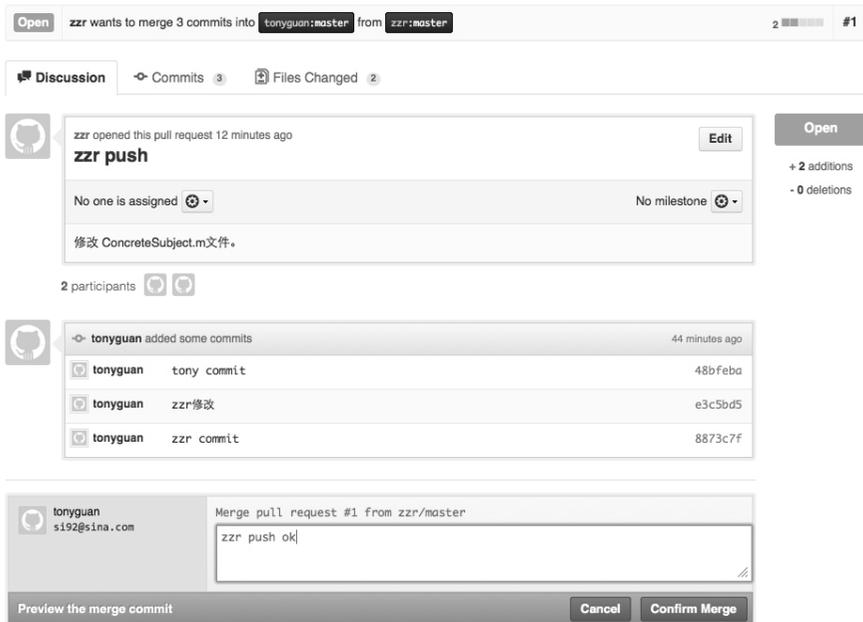 Open zzr wants to merge 3 commits into tonyguan:master from zzr:master 2 #1
Discussion Commits 3 Files Changed 2
zzr opened this pull request 12 minutes ago
Edit
zzr push
Open
+ 2 additions
- 0 deletions
No one is assigned No milestone
修改 ConcreteSubject.m文件。
2 participants
tonyguan added some commits 44 minutes ago
tonyguan tony commit 48bfeba
tonyguan zzr修改 e3c5bd5
tonyguan zzr commit 8873c7f
tonyguan
si92@sina.com
Merge pull request #1 from zzr/master
zzr push ok
Preview the merge commit Cancel Confirm Merge